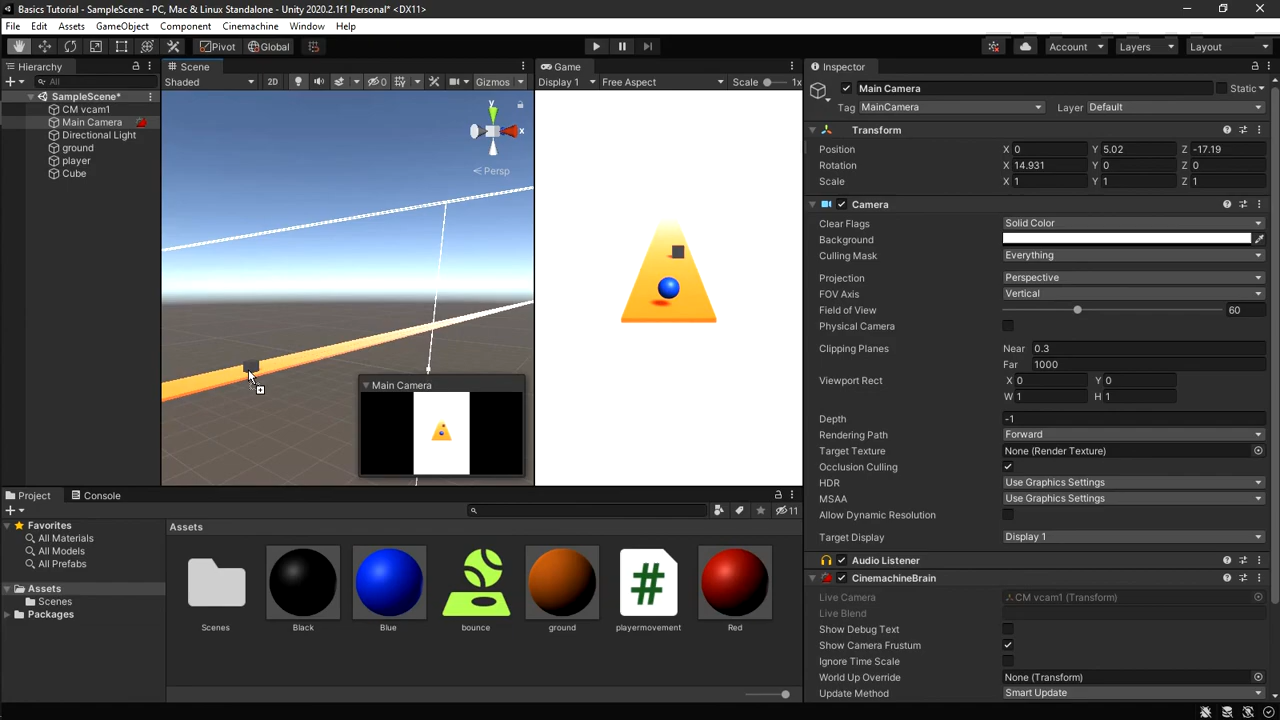 Basics Tutorial - SampleScene - PC, Mac & Linux Standalone - Unity 2020.2.1f1 Personal* <DX11>
File Edit Assets GameObject Component Cinemachine Window Help
Pivot Global Account Layers Layout
Hierarchy
All
SampleScene*
CM vcam1
Main Camera
Directional Light
ground
player
Cube
Scene
Shaded 2D 0 Gizmos
y
x
Persp
Main Camera
Game
Display 1 Free Aspect Scale 1x
Inspector
Main Camera Static
Tag MainCamera Layer Default
Transform
Position X 0 Y 5.02 Z -17.19
Rotation X 14.931 Y 0 Z 0
Scale X 1 Y 1 Z 1
Camera
Clear Flags Solid Color
Background
Culling Mask Everything
Projection Perspective
FOV Axis Vertical
Field of View 60
Physical Camera
Clipping Planes Near 0.3
Far 1000
Viewport Rect X 0 Y 0
W 1 H 1
Depth -1
Rendering Path Forward
Target Texture None (Render Texture)
Occlusion Culling
HDR Use Graphics Settings
MSAA Use Graphics Settings
Allow Dynamic Resolution
Target Display Display 1
Audio Listener
CinemachineBrain
Live Camera CM vcam1 (Transform)
Live Blend
Show Debug Text
Show Camera Frustum
Ignore Time Scale
World Up Override None (Transform)
Update Method Smart Update
Project Console
11
Favorites
All Materials
All Models
All Prefabs
Assets
Scenes
Packages
Assets
Scenes Black Blue bounce ground playermovement Red